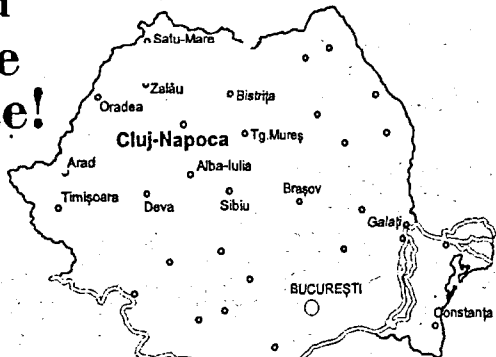 e!
Satu-Mare
Zalău
Oradea
Bistrița
Cluj-Napoca
Tg.Mureș
Arad
Alba-Iulia
Timișoara
Deva
Sibiu
Brașov
Galați
BUCUREȘTI
Constanța